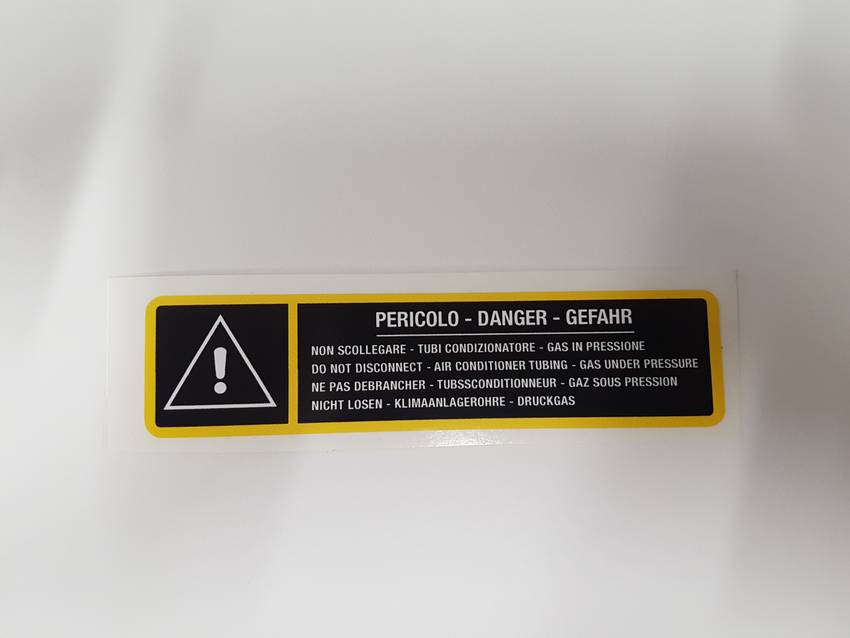 PERICOLO - DANGER - GEFAHR
NON SCOLLEGARE - TUBI CONDIZIONATORE - GAS IN PRESSIONE
DO NOT DISCONNECT - AIR CONDITIONER TUBING - GAS UNDER PRESSURE
NE PAS DEBRANCHER - TUBSSCONDITIONNEUR - GAZ SOUS PRESSION
NICHT LOSEN - KLIMAANLAGEROHRE - DRUCKGAS